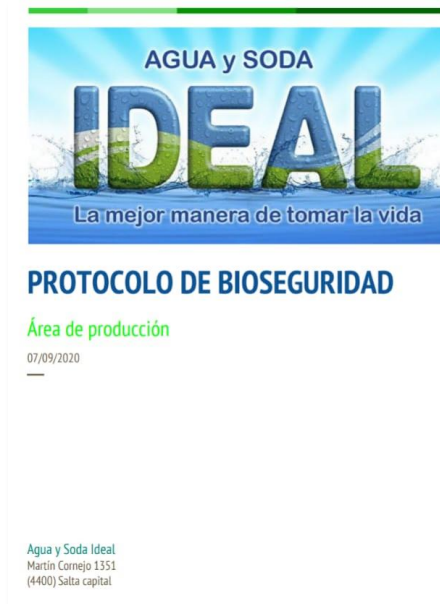 AGUA y SODA
IDEAL
La mejor manera de tomar la vida
PROTOCOLO DE BIOSEGURIDAD
Área de producción
07/09/2020
Agua y Soda Ideal
Martín Cornejo 1351
(4400) Salta capital